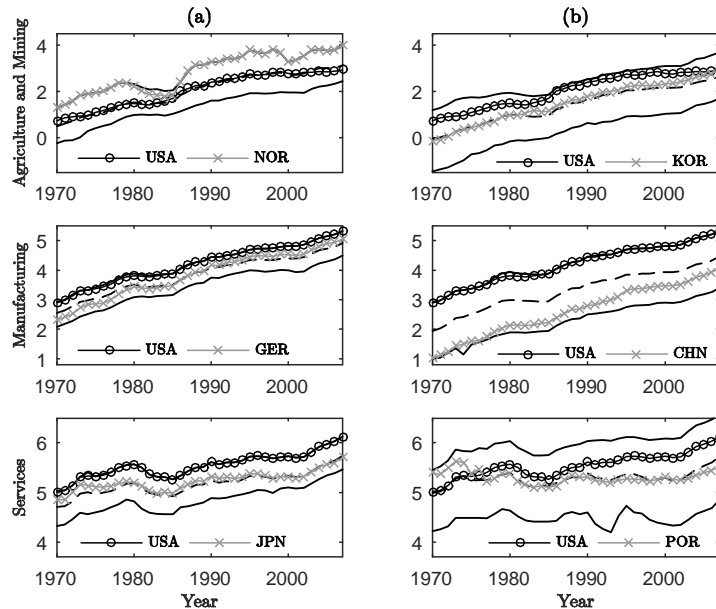 (a)
(b)
Agriculture and Mining
4
2
0
USA NOR
1970 1980 1990 2000
4
2
0
USA KOR
1970 1980 1990 2000
Manufacturing
5
4
3
2
1
USA GER
1970 1980 1990 2000
5
4
3
2
1
USA CHN
1970 1980 1990 2000
Services
6
5
4
USA JPN
1970 1980 1990 2000
Year
6
5
4
USA POR
1970 1980 1990 2000
Year